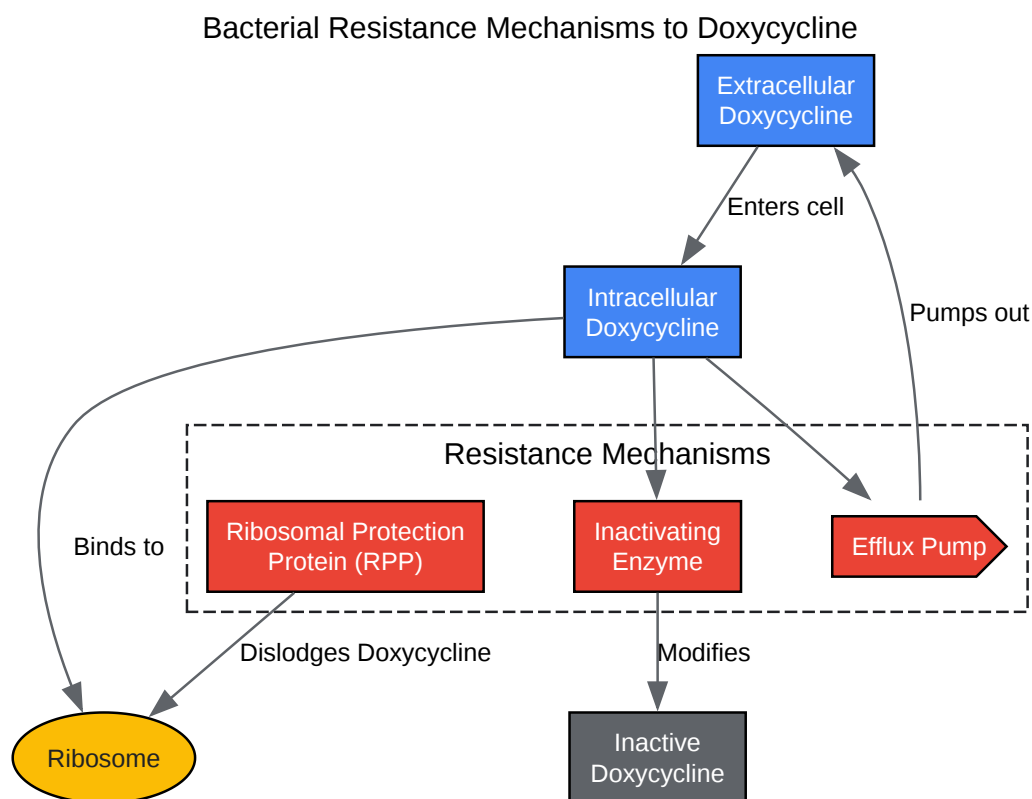 Bacterial Resistance Mechanisms to Doxycycline
Extracellular
Doxycycline
Enters cell
Intracellular
Doxycycline
Pumps out
Resistance Mechanisms
Ribosomal Protection
Protein (RPP)
Inactivating
Enzyme
Efflux Pump
Binds to
Dislodges Doxycycline
Modifies
Ribosome
Inactive
Doxycycline